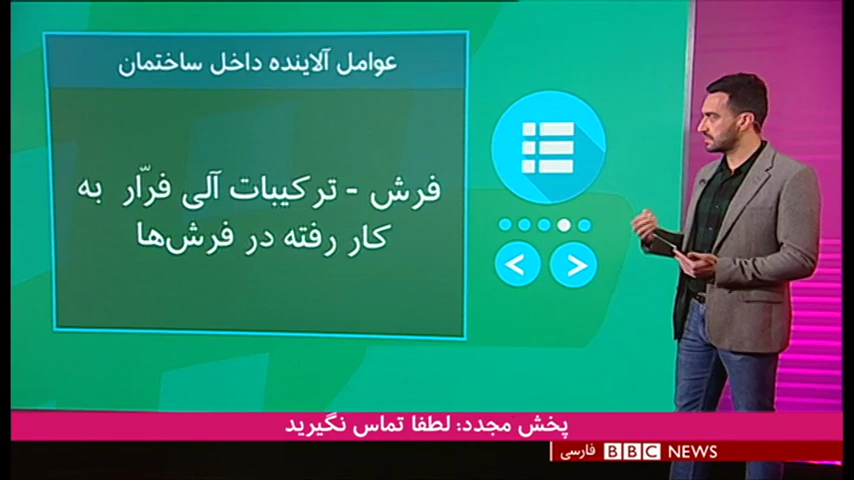 عوامل آلاینده داخل ساختمان
فرش - ترکیبات آلی فرّار به
کار رفته در فرش‌ها
پخش مجدد: لطفا تماس نگیرید
BBC NEWS فارسی